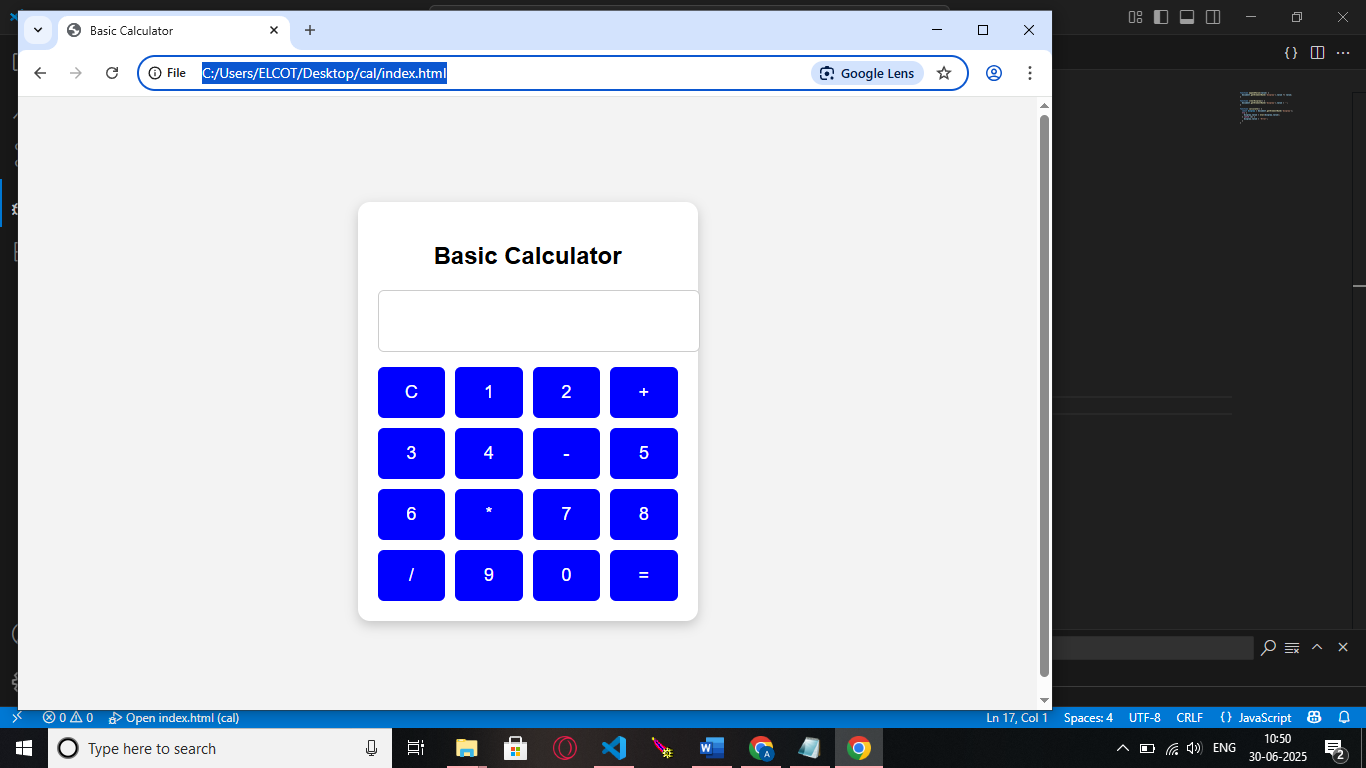 Basic Calculator
File C:/Users/ELCOT/Desktop/cal/index.html Google Lens
A
Basic Calculator
C 1 2 +
3 4 - 5
6 * 7 8
/ 9 0 =
0 0 Open index.html (cal) Ln 17, Col 1 Spaces: 4 UTF-8 CRLF {} JavaScript
Type here to search ENG 10:50
30-06-2025 2